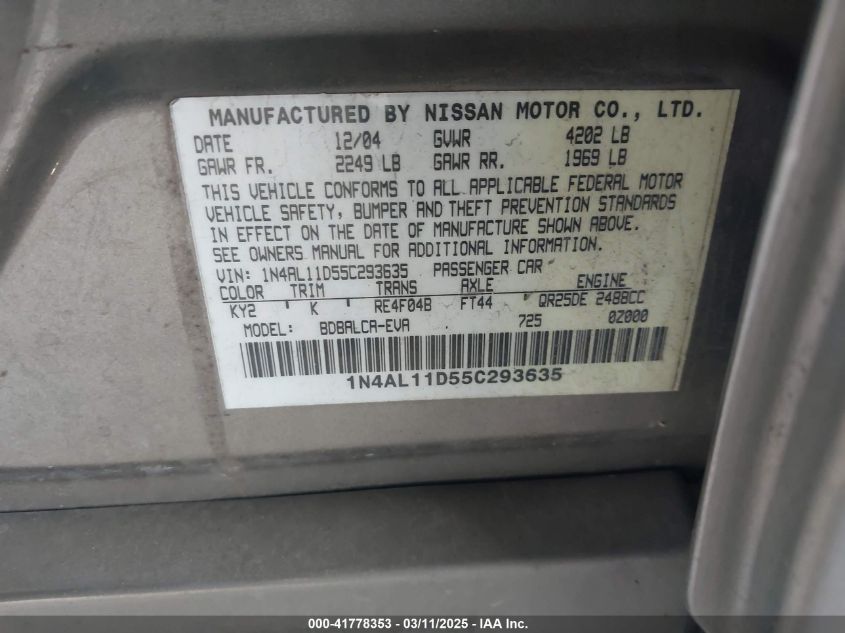 MANUFACTURED BY NISSAN MOTOR CO., LTD.
DATE 12/04 GVWR 4202 LB
GAWR FR. 2249 LB GAWR RR. 1969 LB
THIS VEHICLE CONFORMS TO ALL APPLICABLE FEDERAL MOTOR
VEHICLE SAFETY, BUMPER AND THEFT PREVENTION STANDARDS
IN EFFECT ON THE DATE OF MANUFACTURE SHOWN ABOVE.
SEE OWNERS MANUAL FOR ADDITIONAL INFORMATION.
VIN: 1N4AL11D55C293635 PASSENGER CAR
COLOR TRIM TRANS AXLE ENGINE
KY2 K RE4F04B FT44 QR25DE 2488CC
MODEL: BDBALCA-EVA 725 0Z000
1N4AL11D55C293635
000-41778353 - 03/11/2025 - IAAI.com